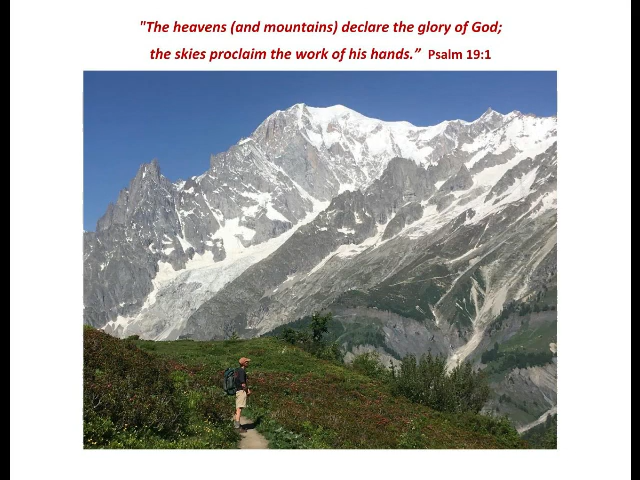 "The heavens (and mountains) declare the glory of God;
the skies proclaim the work of his hands.” Psalm 19:1